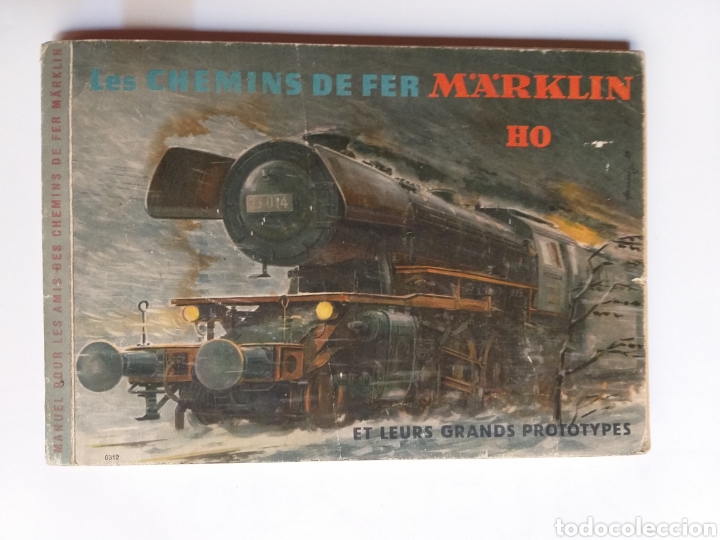 Les CHEMINS DE FER MÄRKLIN
HO
MANUEL POUR LES AMIS DES CHEMINS DE FER MÄRKLIN
ET LEURS GRANDS PROTOTYPES
0312
todocoleccion